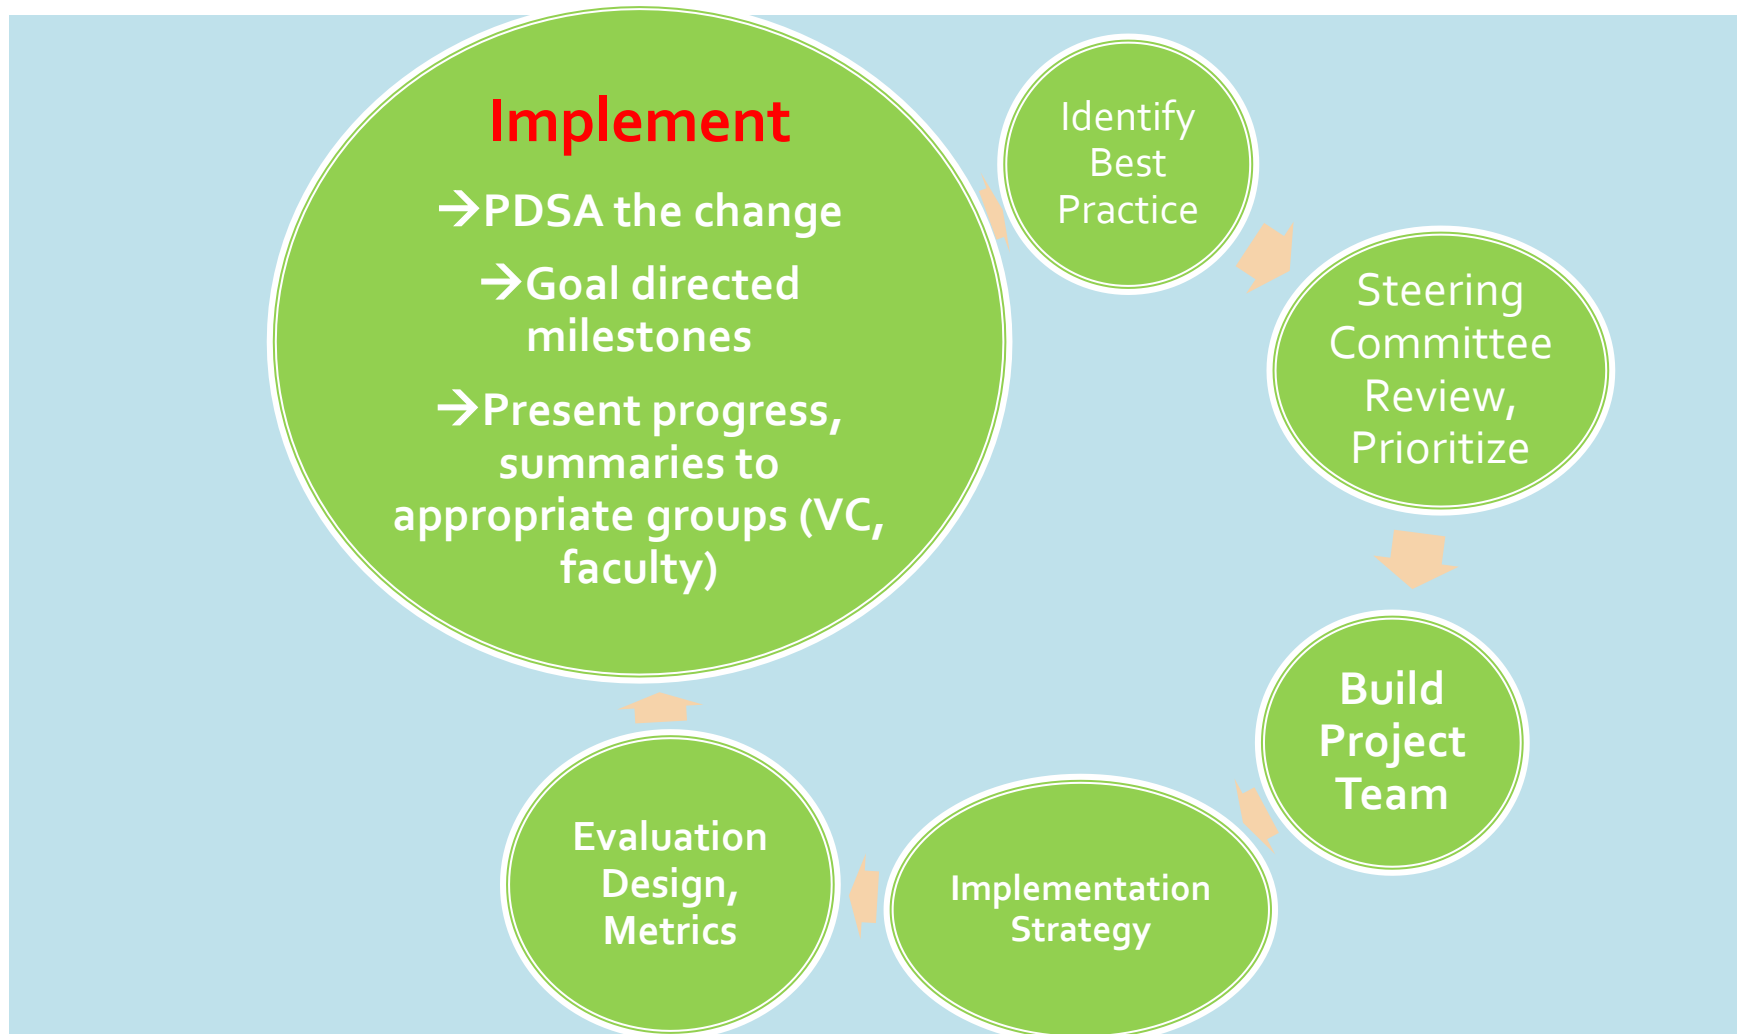 Implement
→PDSA the change
→Goal directed
milestones
→Present progress,
summaries to
appropriate groups (VC,
faculty)
Identify
Best
Practice
Steering
Committee
Review,
Prioritize
Build
Project
Team
Implementation
Strategy
Evaluation
Design,
Metrics